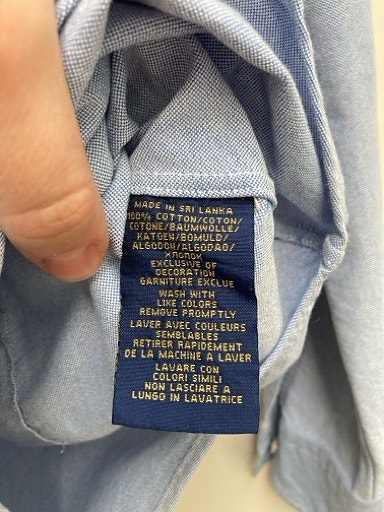 MADE IN SRI LANKA
100% COTTON/COTON/
COTONE/BAUMWOLLE/
KATOEN/BOMULD/
ALGODON/ALGODAO/
ХЛОПОК
EXCLUSIVE OF
DECORATION
GARNITURE EXCLUE
WASH WITH
LIKE COLORS
REMOVE PROMPTLY
LAVER AVEC COULEURS
SEMBLABLES
RETIRER RAPIDEMENT
DE LA MACHINE A LAVER
LAVARE CON
COLORI SIMILI
NON LASCIARE A
LUNGO IN LAVATRICE